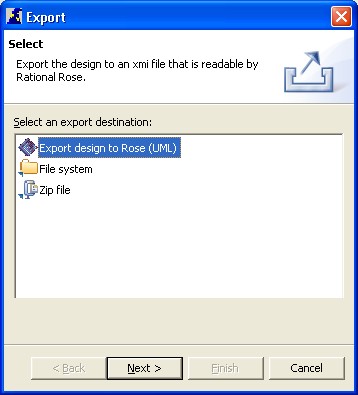 Export
Select
Export the design to an xmi file that is readable by
Rational Rose.
Select an export destination:
Export design to Rose (UML)
File system
Zip file
< Back Next > Finish Cancel